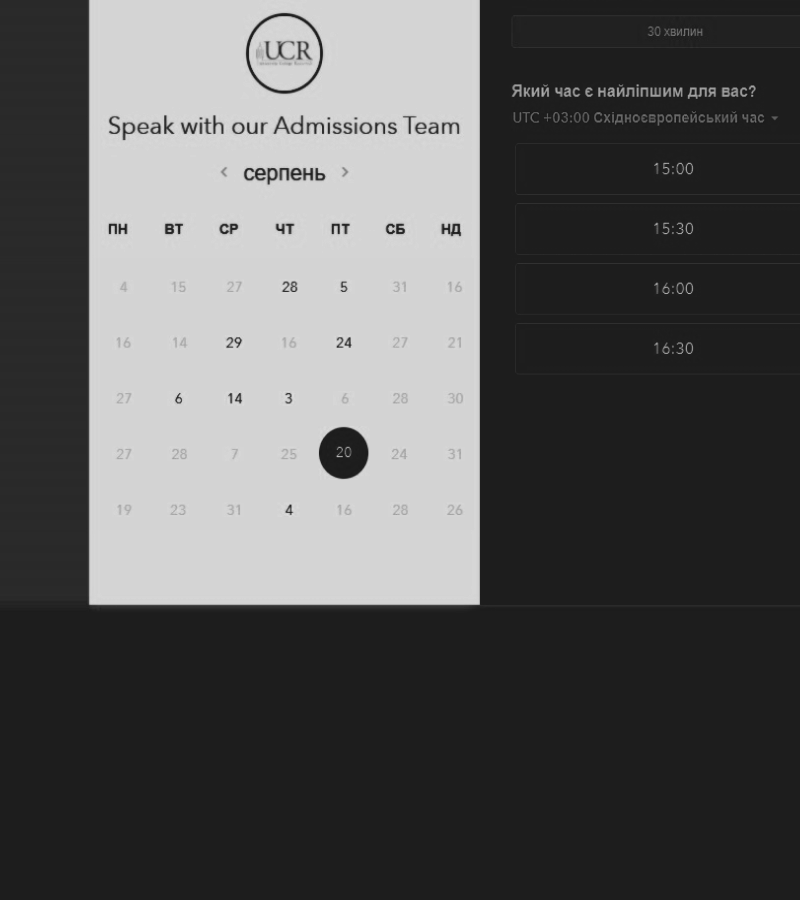 UCR
Speak with our Admissions Team
серпень
ПН ВТ СР ЧТ ПТ СБ НД
4 15 27 28 5 31 16
16 14 29 16 24 27 21
27 6 14 3 6 28 30
27 28 7 25 20 24 31
19 23 31 4 16 28 26
30 хвилин
Який час є найліпшим для вас?
UTC +03:00 Східноєвропейський час
15:00
15:30
16:00
16:30